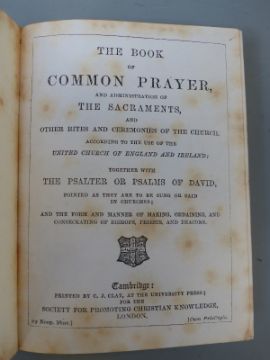 THE BOOK
OF
COMMON PRAYER,
AND ADMINISTRATION OF
THE SACRAMENTS,
AND
OTHER RITES AND CEREMONIES OF THE CHURCH,
ACCORDING TO THE USE OF THE
UNITED CHURCH OF ENGLAND AND IRELAND;
TOGETHER WITH
THE PSALTER OR PSALMS OF DAVID,
POINTED AS THEY ARE TO BE SUNG OR SAID
IN CHURCHES;
AND THE FORM AND MANNER OF MAKING, ORDAINING, AND
CONSECRATING OF BISHOPS, PRIESTS, AND DEACONS.
Cambridge:
PRINTED BY C. J. CLAY, AT THE UNIVERSITY PRESS;
FOR THE
SOCIETY FOR PROMOTING CHRISTIAN KNOWLEDGE,
LONDON.
[Cum Privilegio.